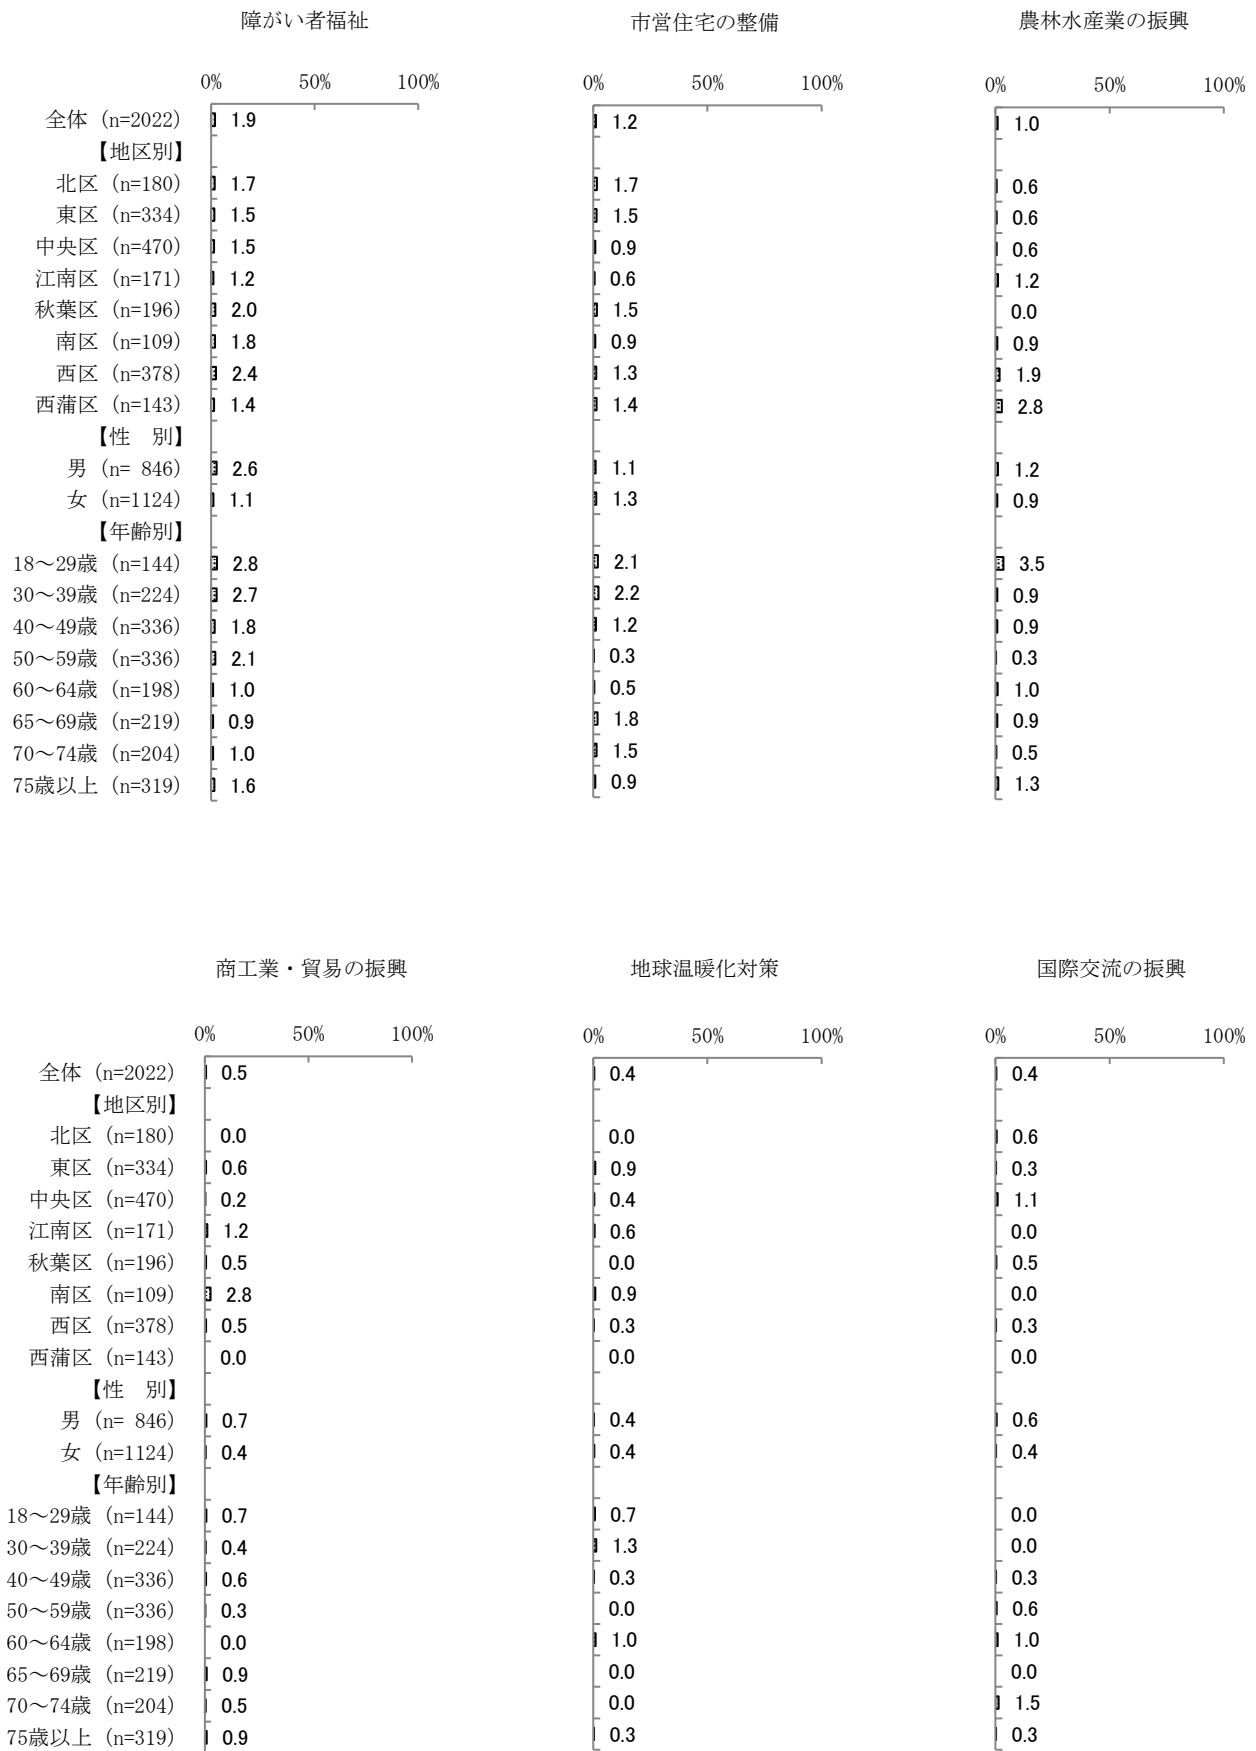 障がい者福祉 市営住宅の整備 農林水産業の振興
0% 50% 100% 0% 50% 100% 0% 50% 100%
全体 (n=2022) 1.9 1.2 1.0
【地区別】
北区 (n=180) 1.7 1.7 0.6
東区 (n=334) 1.5 1.5 0.6
中央区 (n=470) 1.5 0.9 0.6
江南区 (n=171) 1.2 0.6 1.2
秋葉区 (n=196) 2.0 1.5 0.0
南区 (n=109) 1.8 0.9 0.9
西区 (n=378) 2.4 1.3 1.9
西蒲区 (n=143) 1.4 1.4 2.8
【性　別】
男 (n= 846) 2.6 1.1 1.2
女 (n=1124) 1.1 1.3 0.9
【年齢別】
18～29歳 (n=144) 2.8 2.1 3.5
30～39歳 (n=224) 2.7 2.2 0.9
40～49歳 (n=336) 1.8 1.2 0.9
50～59歳 (n=336) 2.1 0.3 0.3
60～64歳 (n=198) 1.0 0.5 1.0
65～69歳 (n=219) 0.9 1.8 0.9
70～74歳 (n=204) 1.0 1.5 0.5
75歳以上 (n=319) 1.6 0.9 1.3
商工業・貿易の振興 地球温暖化対策 国際交流の振興
0% 50% 100% 0% 50% 100% 0% 50% 100%
全体 (n=2022) 0.5 0.4 0.4
【地区別】
北区 (n=180) 0.0 0.0 0.6
東区 (n=334) 0.6 0.9 0.3
中央区 (n=470) 0.2 0.4 1.1
江南区 (n=171) 1.2 0.6 0.0
秋葉区 (n=196) 0.5 0.0 0.5
南区 (n=109) 2.8 0.9 0.0
西区 (n=378) 0.5 0.3 0.3
西蒲区 (n=143) 0.0 0.0 0.0
【性　別】
男 (n= 846) 0.7 0.4 0.6
女 (n=1124) 0.4 0.4 0.4
【年齢別】
18～29歳 (n=144) 0.7 0.7 0.0
30～39歳 (n=224) 0.4 1.3 0.0
40～49歳 (n=336) 0.6 0.3 0.3
50～59歳 (n=336) 0.3 0.0 0.6
60～64歳 (n=198) 0.0 1.0 1.0
65～69歳 (n=219) 0.9 0.0 0.0
70～74歳 (n=204) 0.5 0.0 1.5
75歳以上 (n=319) 0.9 0.3 0.3